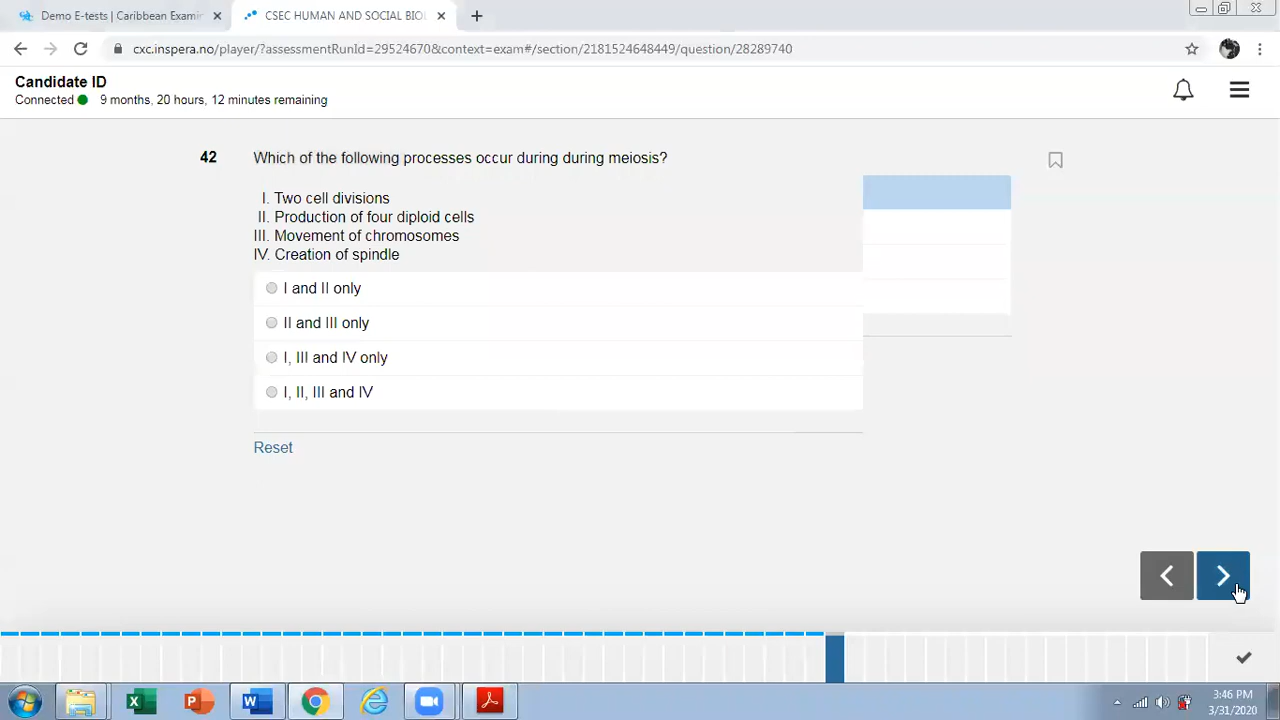 Demo E-tests | Caribbean Examin
CSEC HUMAN AND SOCIAL BIO
cxc.inspera.no/player/?assessmentRunId=29524670&context=exam#/section/2181524648449/question/28289740
Candidate ID
Connected 9 months, 20 hours, 12 minutes remaining
42 Which of the following processes occur during during meiosis?
I. Two cell divisions
II. Production of four diploid cells
III. Movement of chromosomes
IV. Creation of spindle
I and II only
II and III only
I, III and IV only
I, II, III and IV
Reset
3:46 PM
3/31/2020